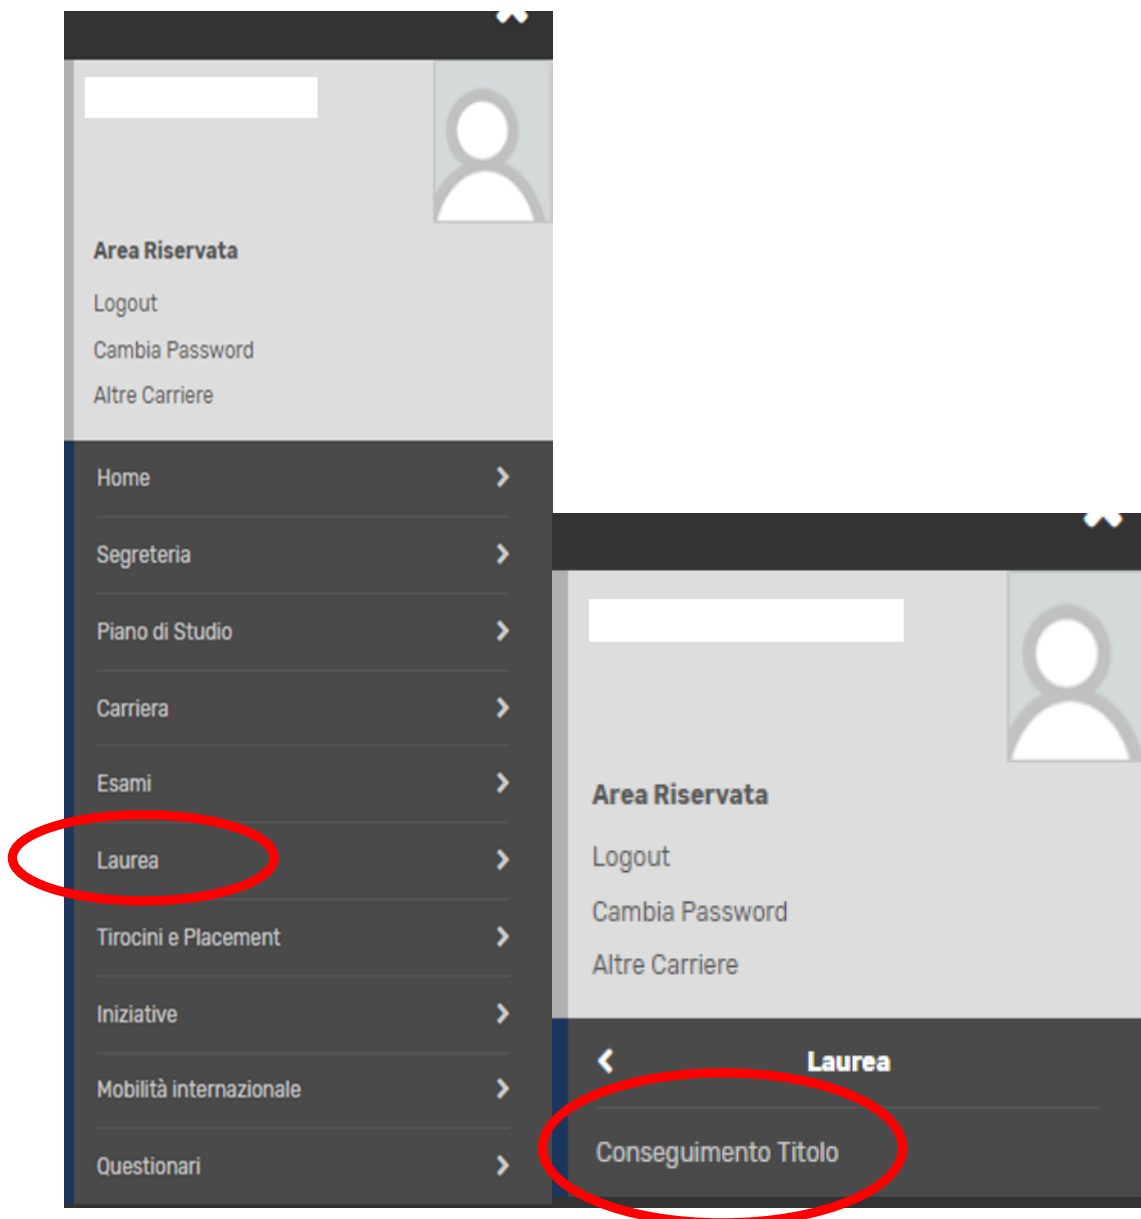 Area Riservata
Logout
Cambia Password
Altre Carriere
Home
Segreteria
Piano di Studio
Carriera
Esami
Laurea
Tirocini e Placement
Iniziative
Mobilità internazionale
Questionari
Area Riservata
Logout
Cambia Password
Altre Carriere
Laurea
Conseguimento Titolo